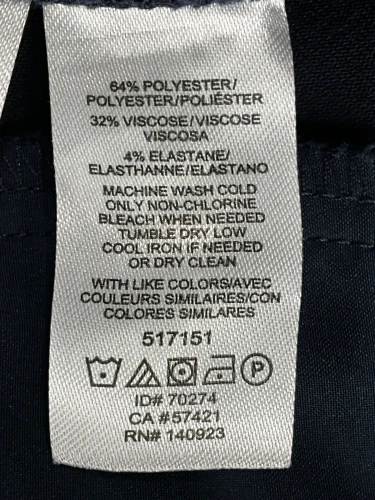 64% POLYESTER/
POLYESTER/POLIÉSTER
32% VISCOSE/VISCOSE
VISCOSA
4% ELASTANE/
ELASTHANNE/ELASTANO
MACHINE WASH COLD
ONLY NON-CHLORINE
BLEACH WHEN NEEDED
TUMBLE DRY LOW
COOL IRON IF NEEDED
OR DRY CLEAN
WITH LIKE COLORS/AVEC
COULEURS SIMILAIRES/CON
COLORES SIMILARES
517151
P
ID# 70274
CA #57421
RN# 140923